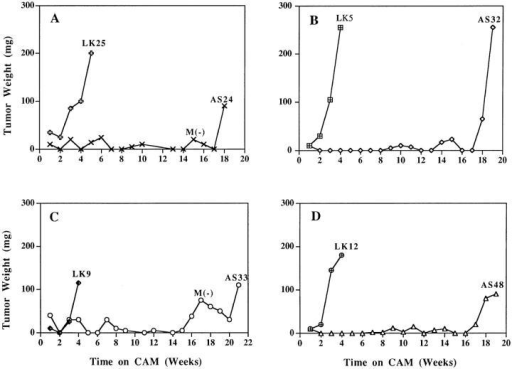 A
B
Tumor Weight (mg)
300
200
100
0
LK25
M(-)
AS24
0 2 4 6 8 10 12 14 16 18 20
300
200
100
0
LK5
AS32
0 2 4 6 8 10 12 14 16 18 20
C
D
Tumor Weight (mg)
300
200
100
0
LK9
M(-)
AS33
0 2 4 6 8 10 12 14 16 18 20 22
Time on CAM (Weeks)
300
200
100
0
LK12
AS48
0 2 4 6 8 10 12 14 16 18 20
Time on CAM (Weeks)